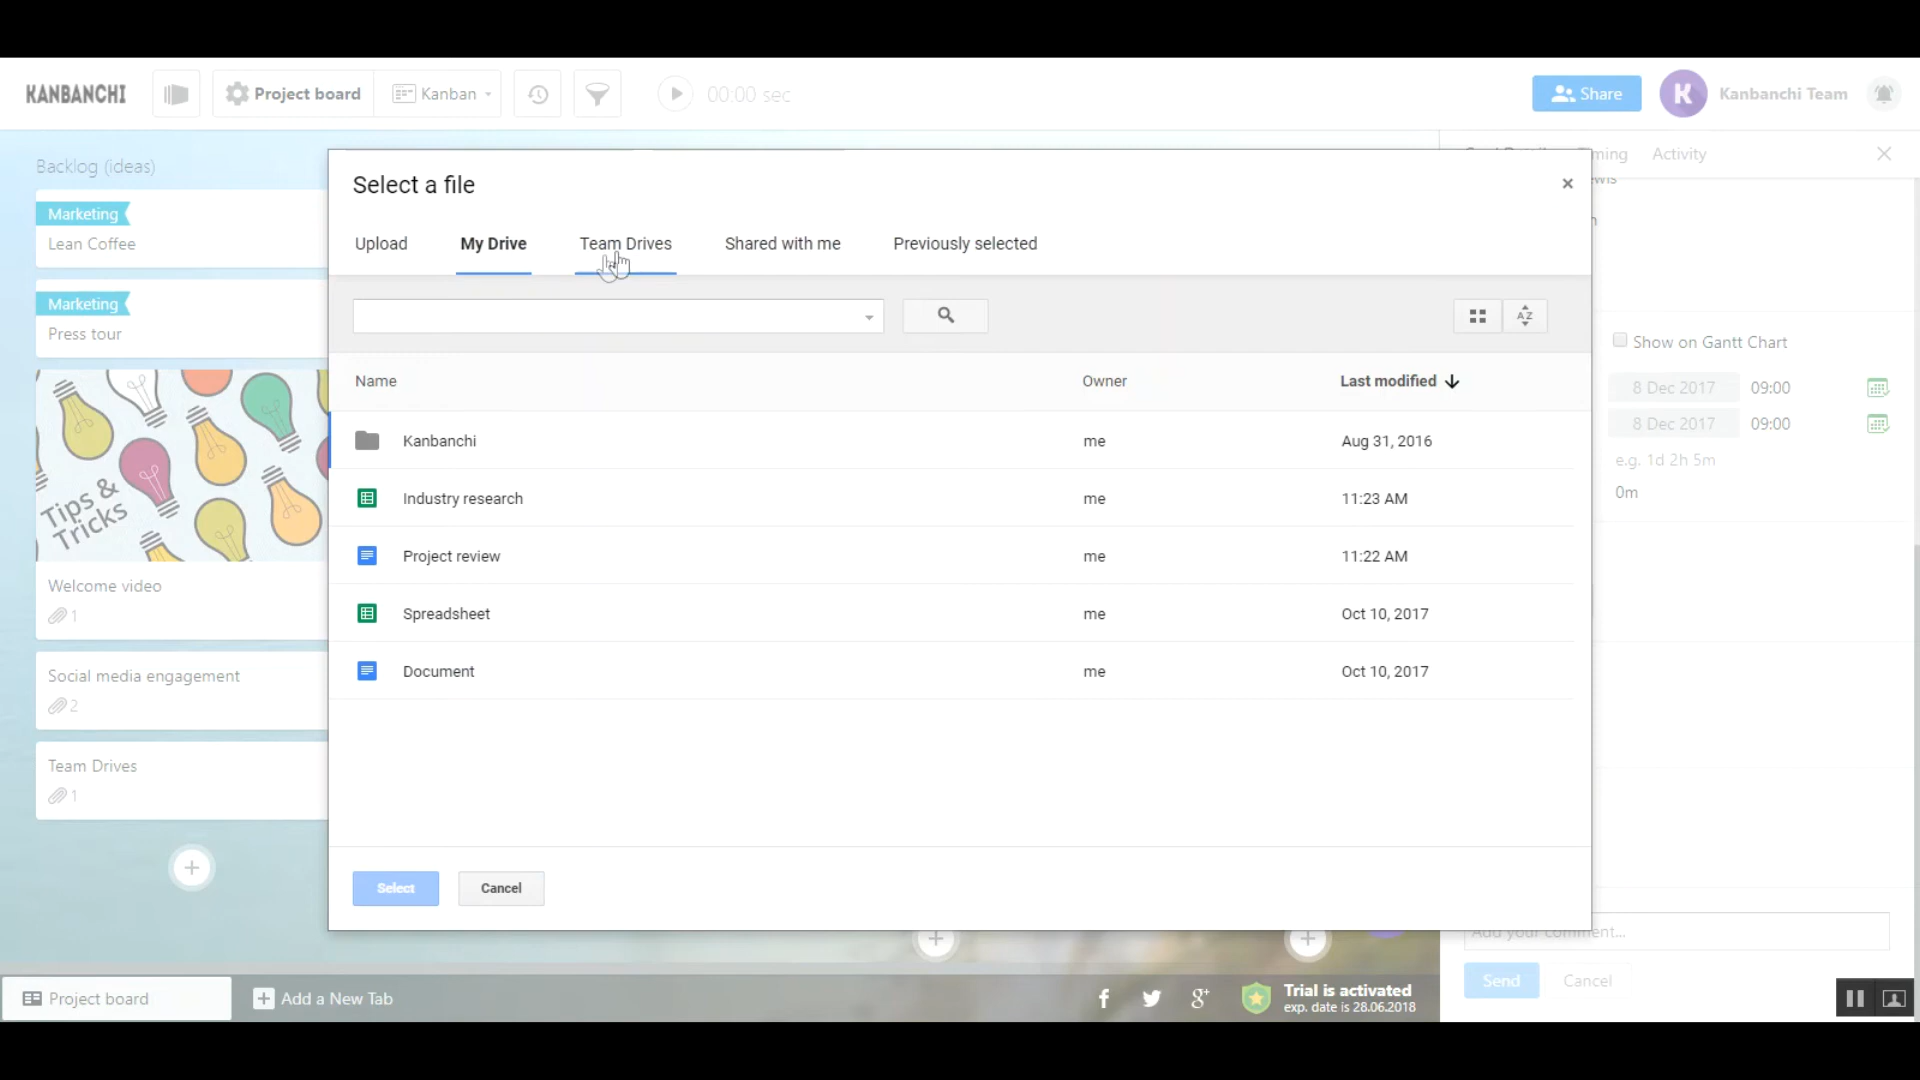 KANBANCHI
Project board
Kanban
00:00 sec
Share
K
Kanbanchi Team
Backlog (ideas)
Marketing
Lean Coffee
Marketing
Press tour
Tips &
Tricks
Welcome video
1
Social media engagement
2
Team Drives
1
Select a file
×
Upload
My Drive
Team Drives
Shared with me
Previously selected
AZ
Name
Owner
Last modified
Kanbanchi
me
Aug 31, 2016
Industry research
me
11:23 AM
Project review
me
11:22 AM
Spreadsheet
me
Oct 10, 2017
Document
me
Oct 10, 2017
Select
Cancel
Activity
Show on Gantt Chart
8 Dec 2017
09:00
8 Dec 2017
09:00
e.g. 1d 2h 5m
0m
Add your comment...
Send
Cancel
Project board
Add a New Tab
f
g+
Trial is activated
exp. date is 28.06.2018